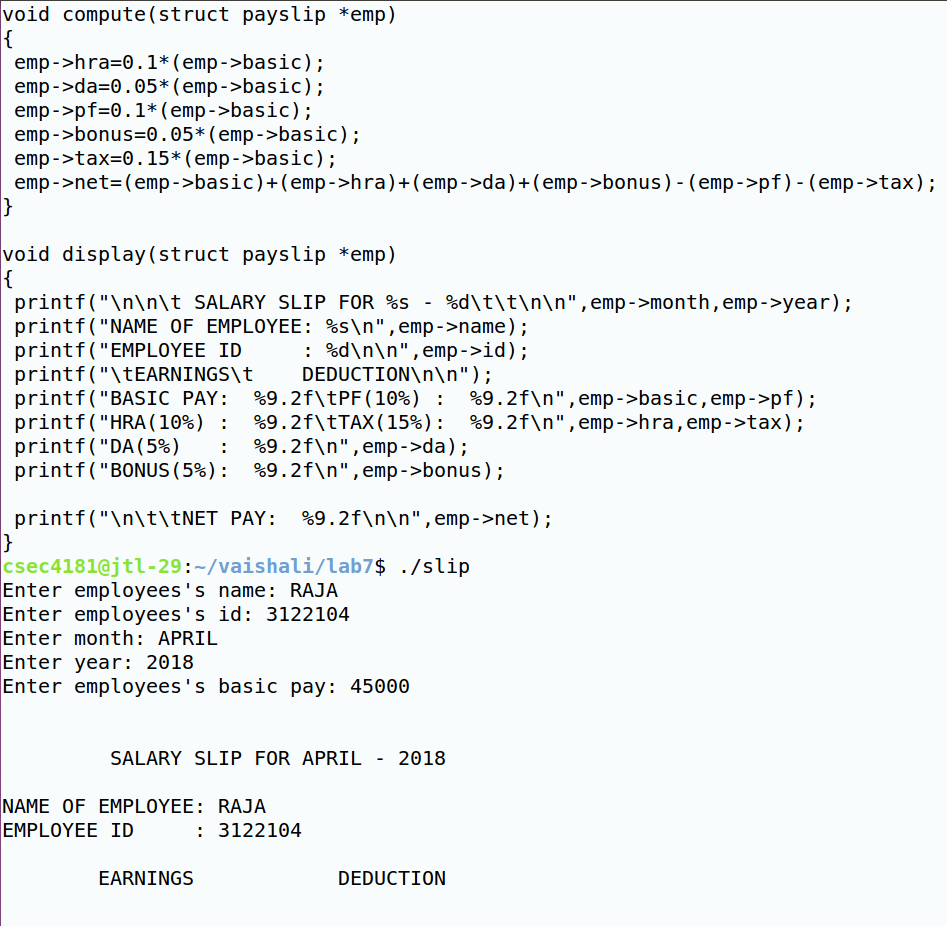 void compute(struct payslip *emp)
{
 emp->hra=0.1*(emp->basic);
 emp->da=0.05*(emp->basic);
 emp->pf=0.1*(emp->basic);
 emp->bonus=0.05*(emp->basic);
 emp->tax=0.15*(emp->basic);
 emp->net=(emp->basic)+(emp->hra)+(emp->da)+(emp->bonus)-(emp->pf)-(emp->tax);
}

void display(struct payslip *emp)
{
 printf("\n\n\t SALARY SLIP FOR %s - %d\t\t\n\n",emp->month,emp->year);
 printf("NAME OF EMPLOYEE: %s\n",emp->name);
 printf("EMPLOYEE ID     : %d\n\n",emp->id);
 printf("\tEARNINGS\t    DEDUCTION\n\n");
 printf("BASIC PAY:  %9.2f\tPF(10%) :  %9.2f\n",emp->basic,emp->pf);
 printf("HRA(10%) :  %9.2f\tTAX(15%):  %9.2f\n",emp->hra,emp->tax);
 printf("DA(5%)   :  %9.2f\n",emp->da);
 printf("BONUS(5%):  %9.2f\n",emp->bonus);

 printf("\n\t\tNET PAY:  %9.2f\n\n",emp->net);
}
csec4181@jtl-29:~/vaishali/lab7$ ./slip
Enter employees's name: RAJA
Enter employees's id: 3122104
Enter month: APRIL
Enter year: 2018
Enter employees's basic pay: 45000

         SALARY SLIP FOR APRIL - 2018

NAME OF EMPLOYEE: RAJA
EMPLOYEE ID     : 3122104

        EARNINGS            DEDUCTION